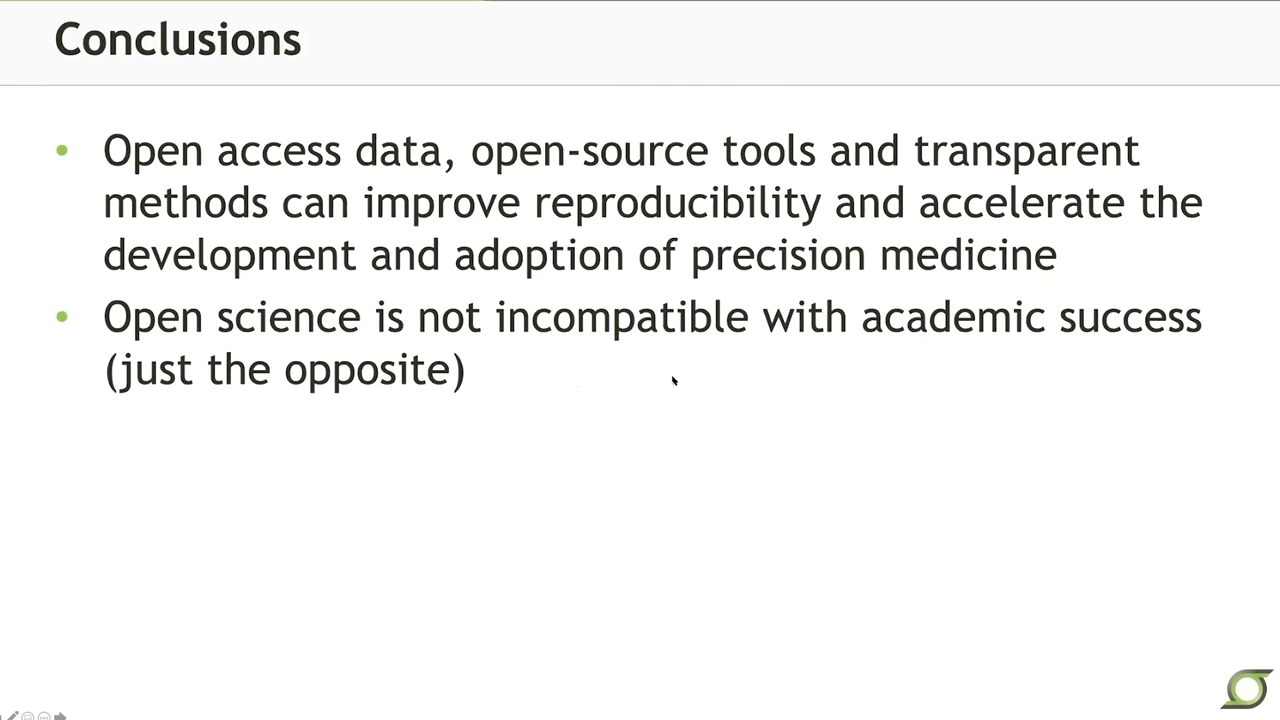 Conclusions
• Open access data, open-source tools and transparent
methods can improve reproducibility and accelerate the
development and adoption of precision medicine
• Open science is not incompatible with academic success
(just the opposite)